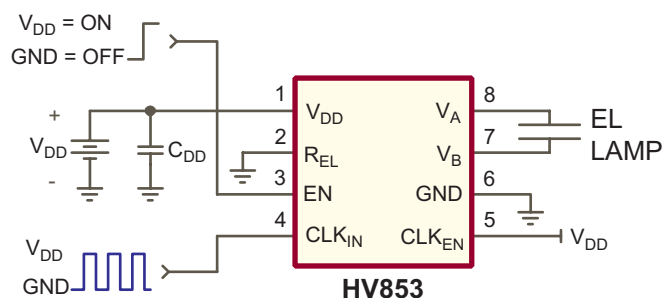 VDD = ON
GND = OFF
+
VDD
-
CDD
1
2
3
4
VDD
REL
EN
CLKIN
VA
VB
GND
CLKEN
8
7
6
5
EL
LAMP
VDD
VDD
GND
HV853